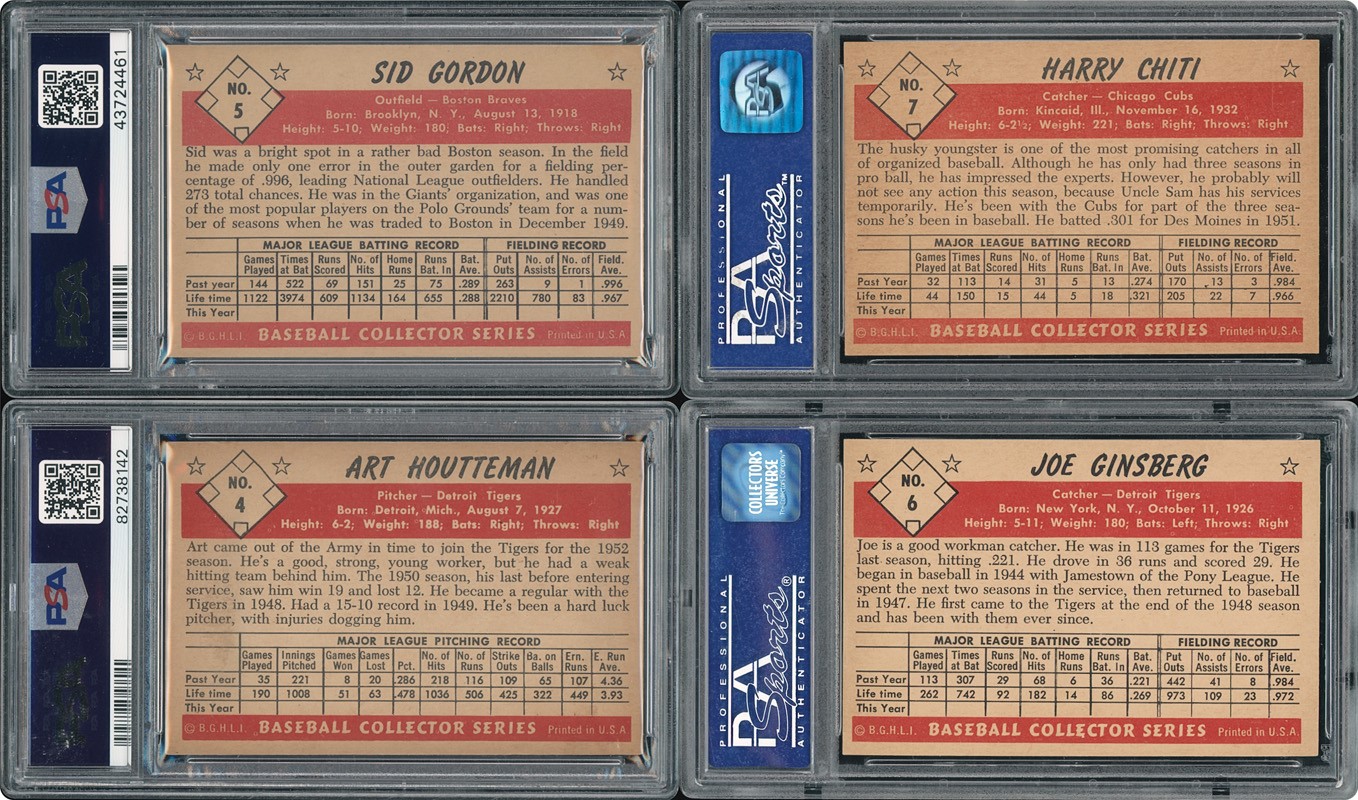 43724461
PSA
PSA
NO.
5
SID GORDON
Outfield — Boston Braves
Born: Brooklyn, N. Y., August 13, 1918
Height: 5-10; Weight: 180; Bats: Right; Throws: Right
Sid was a bright spot in a rather bad Boston season. In the field
he made only one error in the outer garden for a fielding per-
centage of .996, leading National League outfielders. He handled
273 total chances. He was in the Giants' organization, and was one
of the most popular players on the Polo Grounds' team for a num-
ber of seasons when he was traded to Boston in December 1949.
MAJOR LEAGUE BATTING RECORD FIELDING RECORD
Games Played Times at Bat Runs Scored No. of Hits Home Runs Runs Bat. In Bat. Ave. Put Outs No. of Assists No. of Errors Field. Ave.
Past year 144 522 69 151 25 75 .289 263 9 1 .996
Life time 1122 3974 609 1134 164 655 .288 2210 780 83 .967
This Year
© B.G.H.L.I. BASEBALL COLLECTOR SERIES Printed in U.S.A.
PSA
PROFESSIONAL
PSA Sports™
AUTHENTICATOR
NO.
7
HARRY CHITI
Catcher — Chicago Cubs
Born: Kincaid, Ill., November 16, 1932
Height: 6-2½; Weight: 221; Bats: Right; Throws: Right
The husky youngster is one of the most promising catchers in all
of organized baseball. Although he has only had three seasons in
pro ball, he has impressed the experts. However, he probably will
not see any action this season, because Uncle Sam has his services
temporarily. He's been with the Cubs for part of the three sea-
sons he's been in baseball. He batted .301 for Des Moines in 1951.
MAJOR LEAGUE BATTING RECORD FIELDING RECORD
Games Played Times at Bat Runs Scored No. of Hits Home Runs Runs Bat. In Bat. Ave. Put Outs No. of Assists No. of Errors Field. Ave.
Past Year 32 113 14 31 5 13 .274 170 13 3 .984
Life time 44 150 15 44 5 18 .321 205 22 7 .966
This Year
© B.G.H.L.I. BASEBALL COLLECTOR SERIES Printed in U.S.A.
82738142
PSA
NO.
4
ART HOUTTEMAN
Pitcher — Detroit Tigers
Born: Detroit, Mich., August 7, 1927
Height: 6-2; Weight: 188; Bats: Right; Throws: Right
Art came out of the Army in time to join the Tigers for the 1952
season. He's a good, strong, young worker, but he had a weak
hitting team behind him. The 1950 season, his last before entering
service, saw him win 19 and lost 12. He became a regular with the
Tigers in 1948. Had a 15-10 record in 1949. He's been a hard luck
pitcher, with injuries dogging him.
MAJOR LEAGUE PITCHING RECORD
Games Played Innings Pitched Games Won Games Lost Pct. No. of Hits No. of Runs Strike Outs Ba. on Balls Ern. Runs E. Run Ave.
Past Year 35 221 8 20 .286 218 116 109 65 107 4.36
Life time 190 1008 51 63 .478 1036 506 425 322 449 3.93
This Year
© B.G.H.L.I. BASEBALL COLLECTOR SERIES Printed in U.S.A.
COLLECTORS
UNIVERSE
PROFESSIONAL
PSA Sports®
AUTHENTICATOR
NO.
6
JOE GINSBERG
Catcher — Detroit Tigers
Born: New York, N. Y., October 11, 1926
Height: 5-11; Weight: 180; Bats: Left; Throws: Right
Joe is a good workman catcher. He was in 113 games for the Tigers
last season, hitting .221. He drove in 36 runs and scored 29. He
began in baseball in 1944 with Jamestown of the Pony League. He
spent the next two seasons in the service, then returned to baseball
in 1947. He first came to the Tigers at the end of the 1948 season
and has been with them ever since.
MAJOR LEAGUE BATTING RECORD FIELDING RECORD
Games Played Times at Bat Runs Scored No. of Hits Home Runs Runs Bat. In Bat. Ave. Put Outs No. of Assists No. of Errors Field. Ave.
Past Year 113 307 29 68 6 36 .221 442 41 8 .984
Life time 262 742 92 182 14 86 .269 973 109 23 .972
This Year
© B.G.H.L.I. BASEBALL COLLECTOR SERIES Printed in U.S.A.